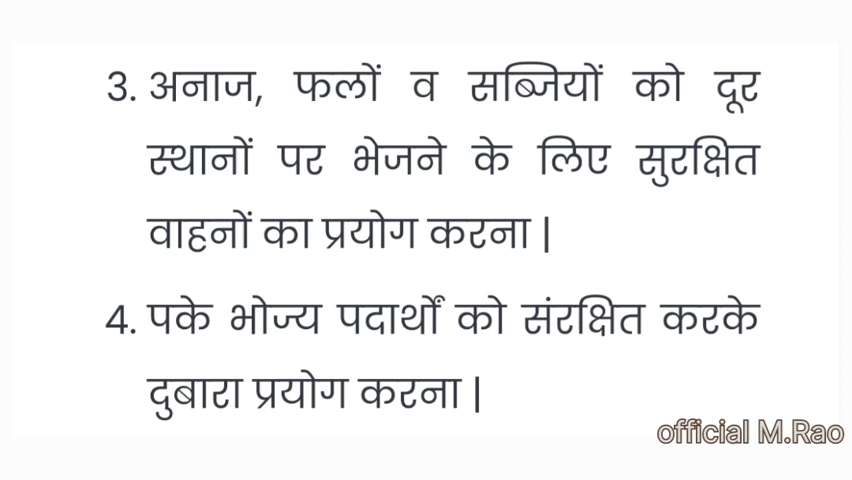 3. अनाज, फलों व सब्जियों को दूर
स्थानों पर भेजने के लिए सुरक्षित
वाहनों का प्रयोग करना |
4. पके भोज्य पदार्थों को संरक्षित करके
दुबारा प्रयोग करना |
official M.Rao